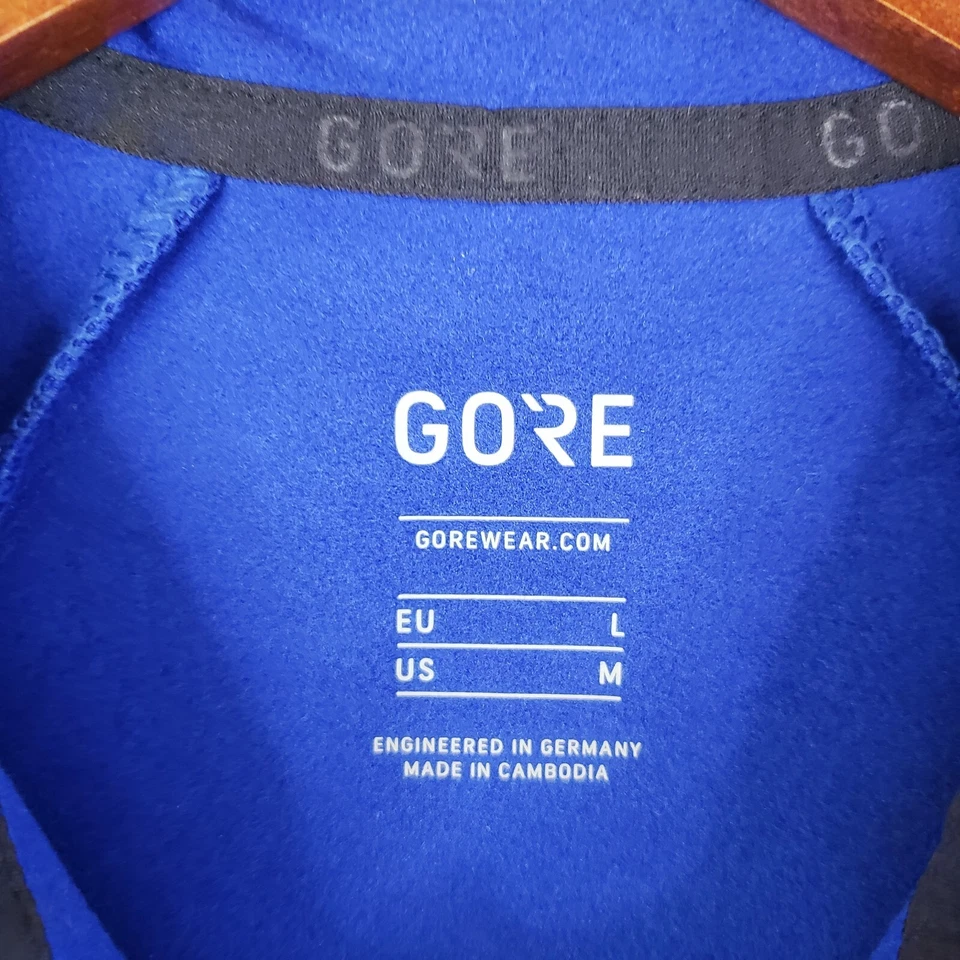 GORE GO
GORE
GOREWEAR.COM
EU L
US M
ENGINEERED IN GERMANY
MADE IN CAMBODIA